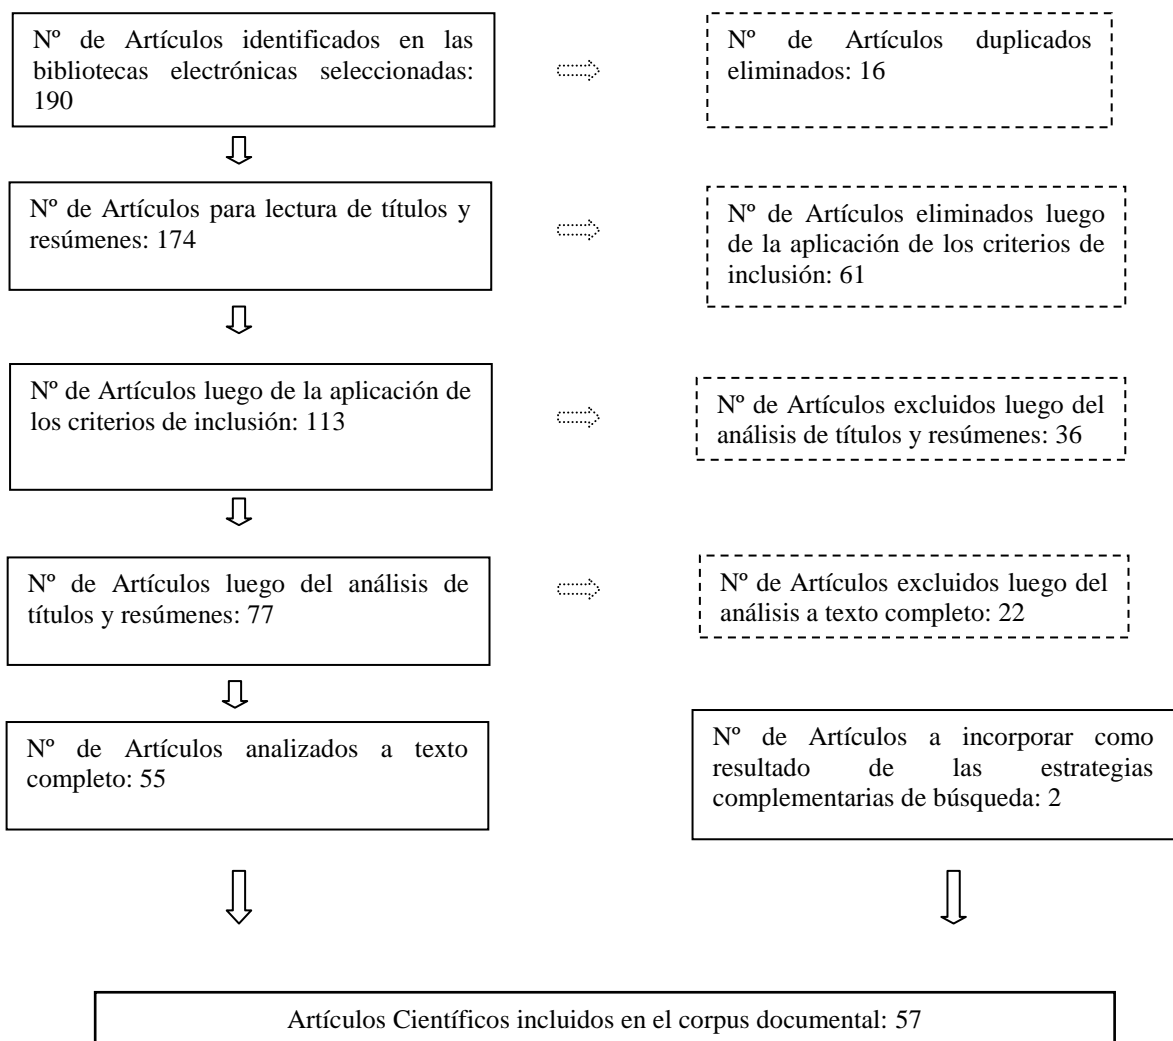 Nº de Artículos identificados en las
bibliotecas electrónicas seleccionadas:
190
Nº de Artículos duplicados
eliminados: 16
Nº de Artículos para lectura de títulos y
resúmenes: 174
Nº de Artículos eliminados luego
de la aplicación de los criterios de
inclusión: 61
Nº de Artículos luego de la aplicación de
los criterios de inclusión: 113
Nº de Artículos excluidos luego del
análisis de títulos y resúmenes: 36
Nº de Artículos luego del análisis de
títulos y resúmenes: 77
Nº de Artículos excluidos luego del
análisis a texto completo: 22
Nº de Artículos analizados a texto
completo: 55
Nº de Artículos a incorporar como
resultado de las estrategias
complementarias de búsqueda: 2
Artículos Científicos incluidos en el corpus documental: 57